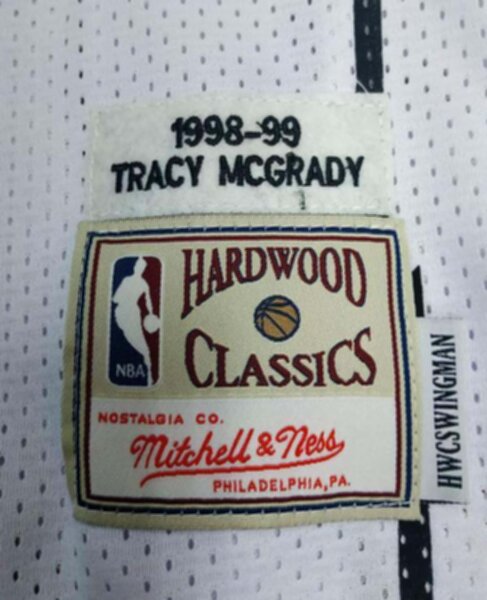 1998-99
TRACY MCGRADY
HARDWOOD
CLASSICS
NBA
NOSTALGIA CO.
Mitchell & Ness
PHILADELPHIA, PA.
HWCSWINGMAN